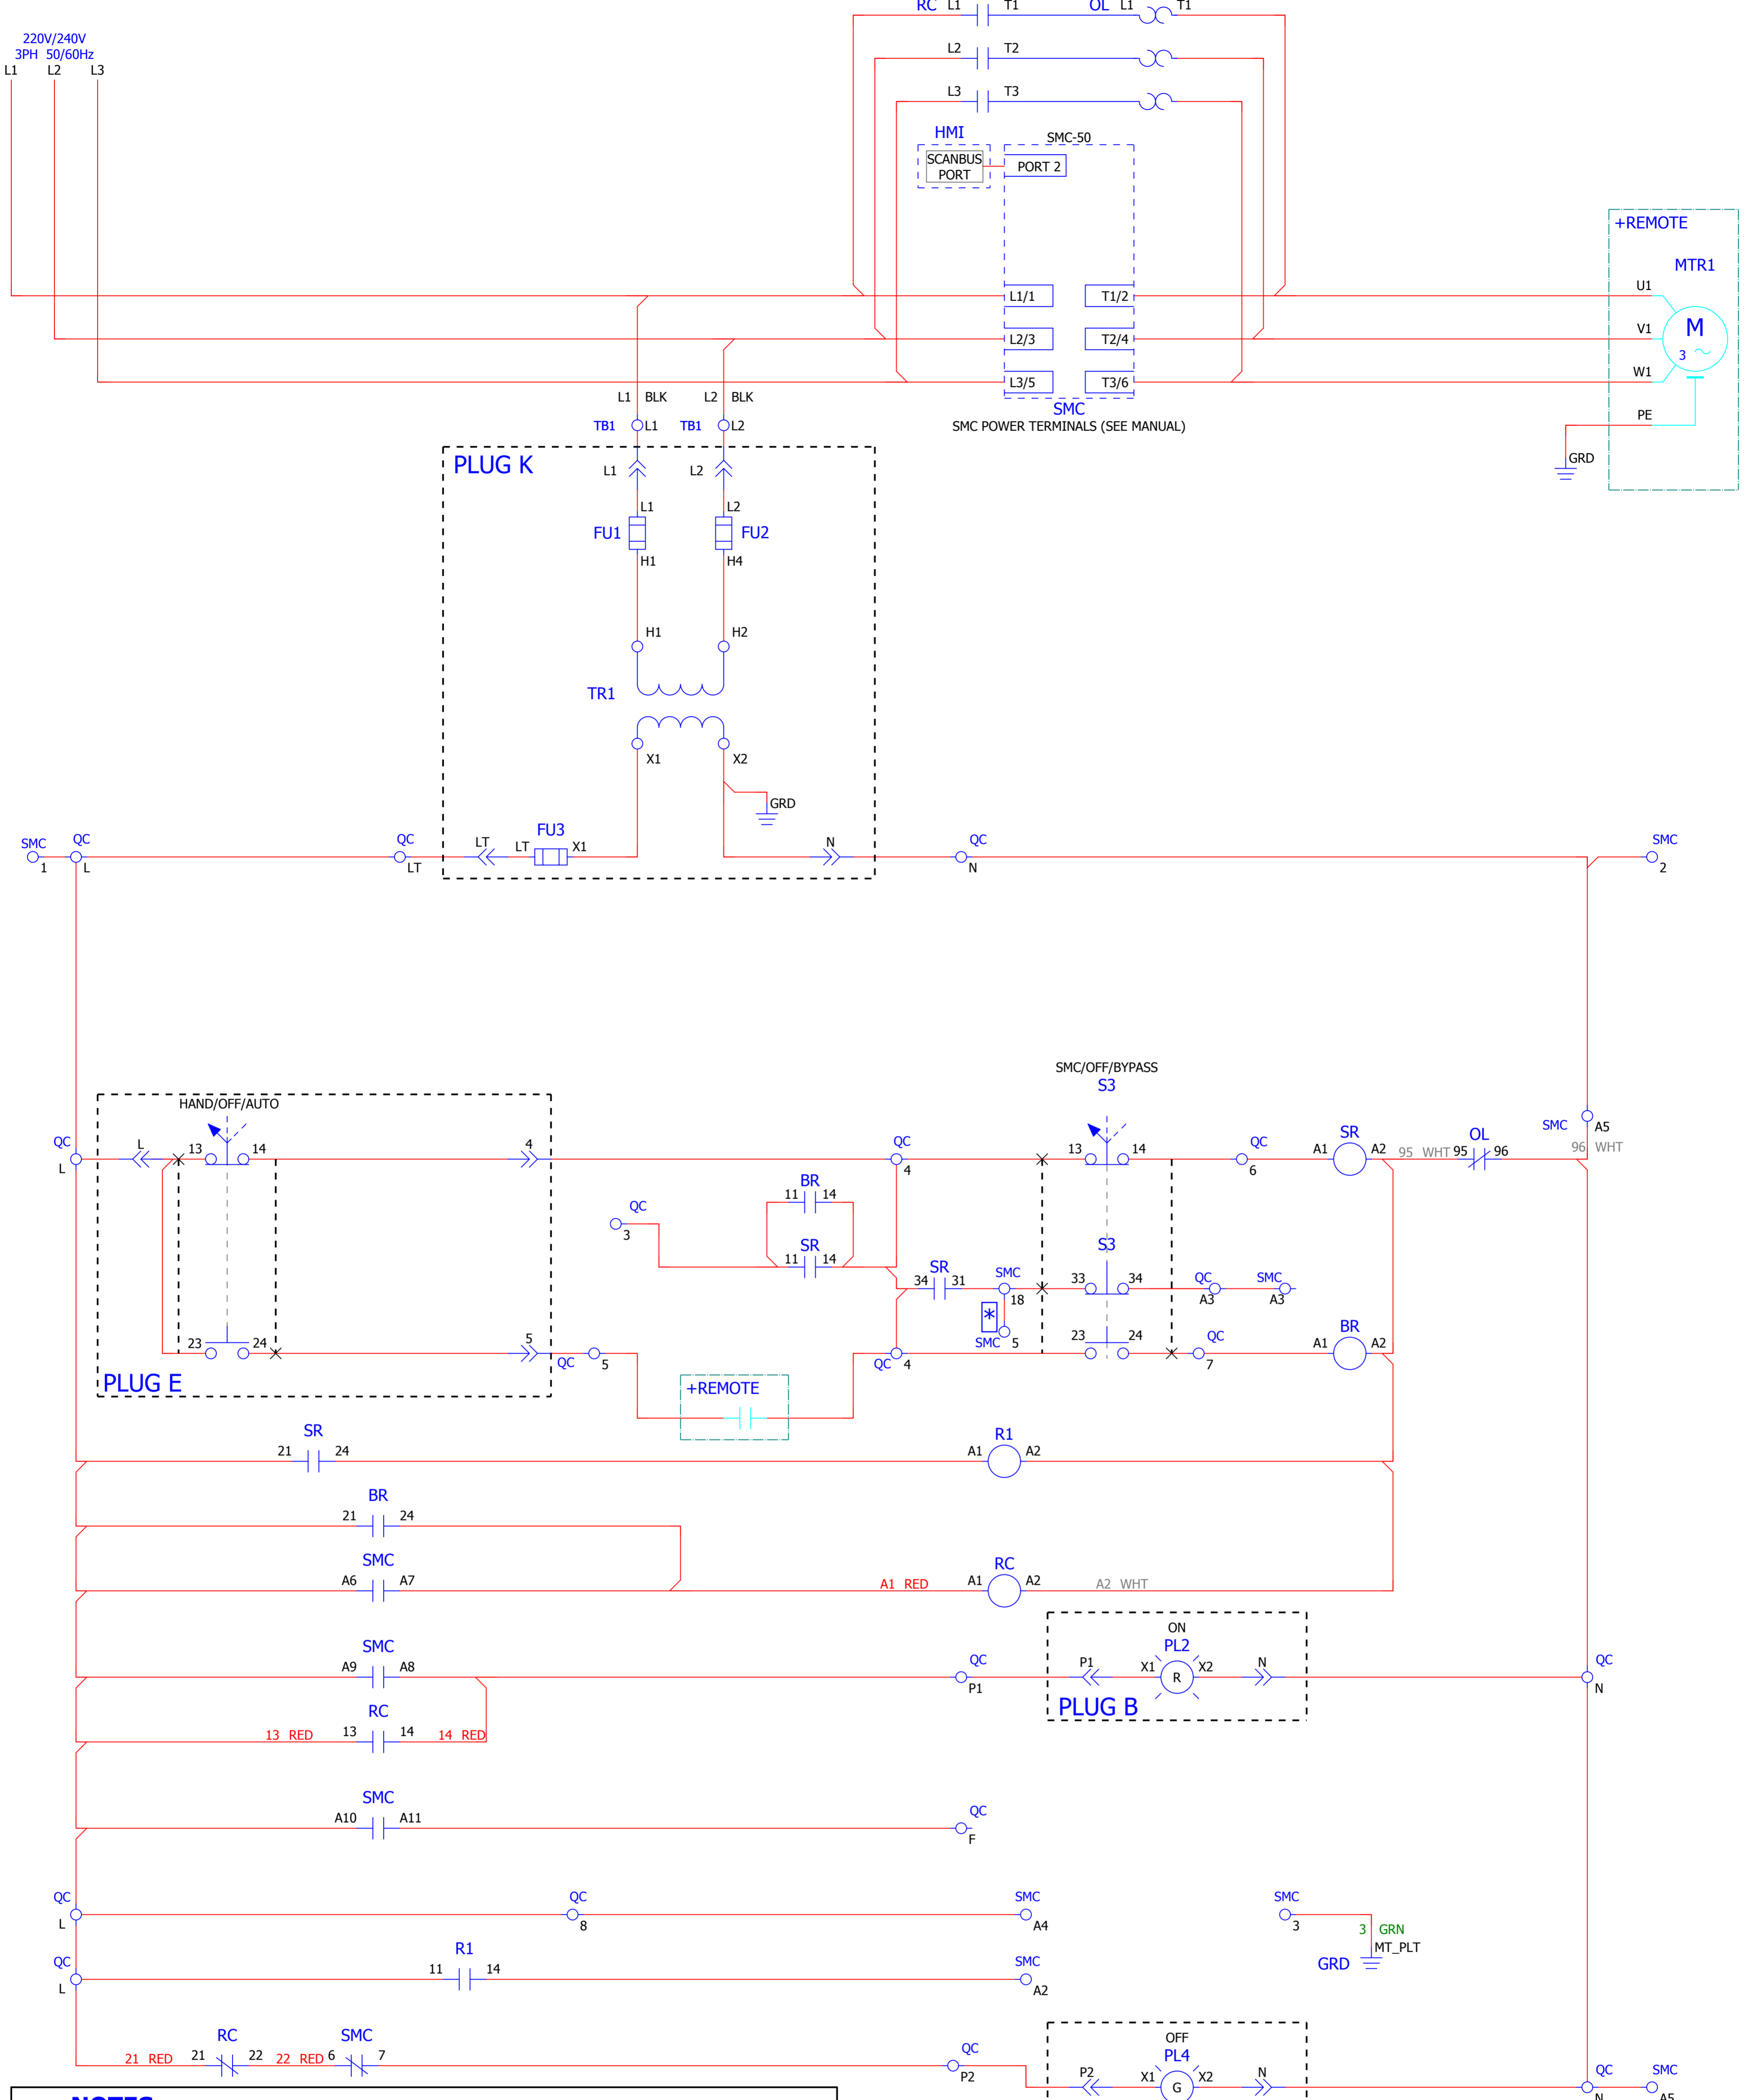 RC L1 T1 OL L1 T1
220V/240V
3PH 50/60Hz
L1 L2 L3
L2 T2
L3 T3
HMI
SMC-50
SCANBUS
PORT
PORT 2
+REMOTE
MTR1
L1/1 T1/2 U1
L2/3 T2/4 V1
M
3
L3/5 T3/6 W1
L1 BLK L2 BLK
SMC
PE
TB1 L1 TB1 L2
SMC POWER TERMINALS (SEE MANUAL)
GRD
PLUG K
L1 L2
L1 L2
FU1 FU2
H1 H4
H1 H2
TR1
X1 X2
GRD
SMC QC QC FU3 QC SMC
LT LT X1 N
1 L LT N 2
SMC/OFF/BYPASS
S3
HAND/OFF/AUTO
SMC A5
QC L 13 14 4 QC 13 14 QC SR OL
A1 A2 95 WHT 95 96 96 WHT
L 4 6
BR
11 14
QC
3
SR S3
11 14
SR SMC
34 31 33 34 QC SMC
18 A3 A3
*
SMC 5
23 24 5 23 24 QC BR
A1 A2
QC 5 QC 4 7
PLUG E
+REMOTE
SR R1
21 24 A1 A2
BR
21 24
SMC RC
A6 A7 A1 RED A1 A2 A2 WHT
ON
SMC PL2
A9 A8 QC P1 X1 R X2 N QC
P1 N
PLUG B
RC
13 RED 13 14 14 RED
SMC
A10 A11 QC
F
QC QC SMC SMC
L 8 A4 3
3 GRN
MT_PLT
GRD
QC R1 SMC
11 14
L A2
OFF
RC SMC PL4
21 RED 21 22 22 RED 6 7 QC
P2
P2 X1 G X2 N QC SMC
N A5
NOTES